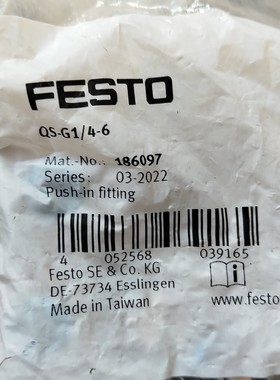 FESTO
QS-G1/4-6
Mat.-No.: 186097
Series: 03-2022
Push-in fitting
4 052568 039165
Festo SE & Co. KG
DE-73734 Esslingen
Made in Taiwan
www.festo